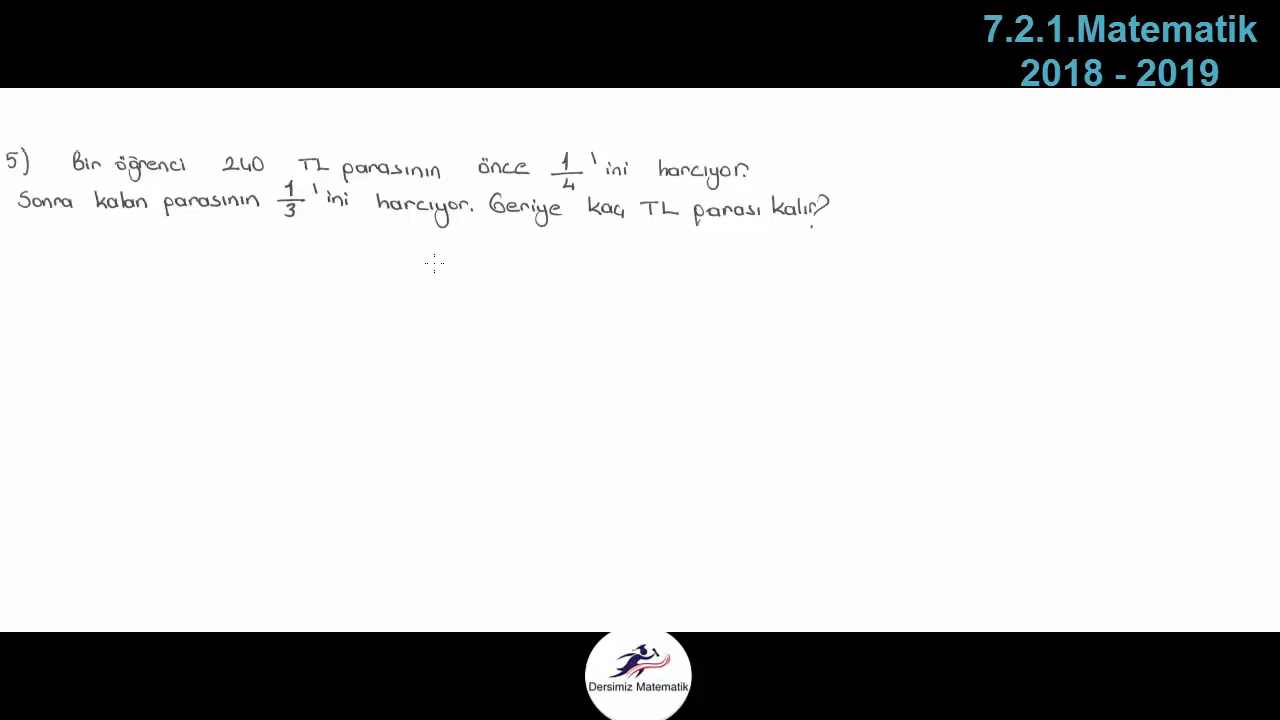 7.2.1.Matematik
2018 - 2019
5) Bir öğrenci 240 TL parasının önce 1/4 'ini harcıyor.
Sonra kalan parasının 1/3 'ini harcıyor. Geriye kaç TL parası kalır?
Dersimiz Matematik